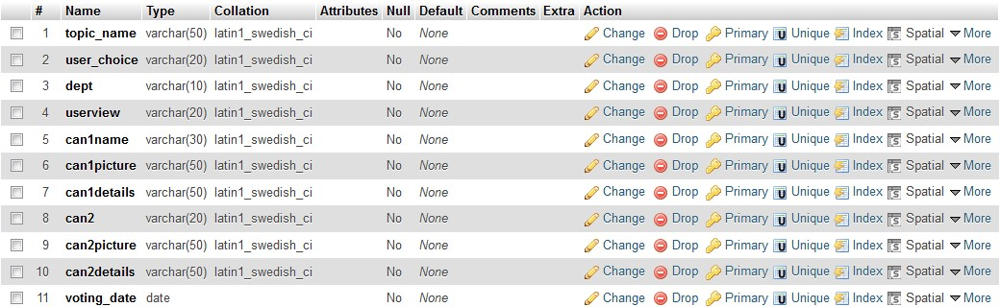 # Name Type Collation Attributes Null Default Comments Extra Action
1 topic_name varchar(50) latin1_swedish_ci No None Change Drop Primary Unique Index Spatial More
2 user_choice varchar(20) latin1_swedish_ci No None Change Drop Primary Unique Index Spatial More
3 dept varchar(10) latin1_swedish_ci No None Change Drop Primary Unique Index Spatial More
4 userview varchar(20) latin1_swedish_ci No None Change Drop Primary Unique Index Spatial More
5 can1name varchar(30) latin1_swedish_ci No None Change Drop Primary Unique Index Spatial More
6 can1picture varchar(50) latin1_swedish_ci No None Change Drop Primary Unique Index Spatial More
7 can1details varchar(50) latin1_swedish_ci No None Change Drop Primary Unique Index Spatial More
8 can2 varchar(20) latin1_swedish_ci No None Change Drop Primary Unique Index Spatial More
9 can2picture varchar(50) latin1_swedish_ci No None Change Drop Primary Unique Index Spatial More
10 can2details varchar(50) latin1_swedish_ci No None Change Drop Primary Unique Index Spatial More
11 voting_date date No None Change Drop Primary Unique Index Spatial More